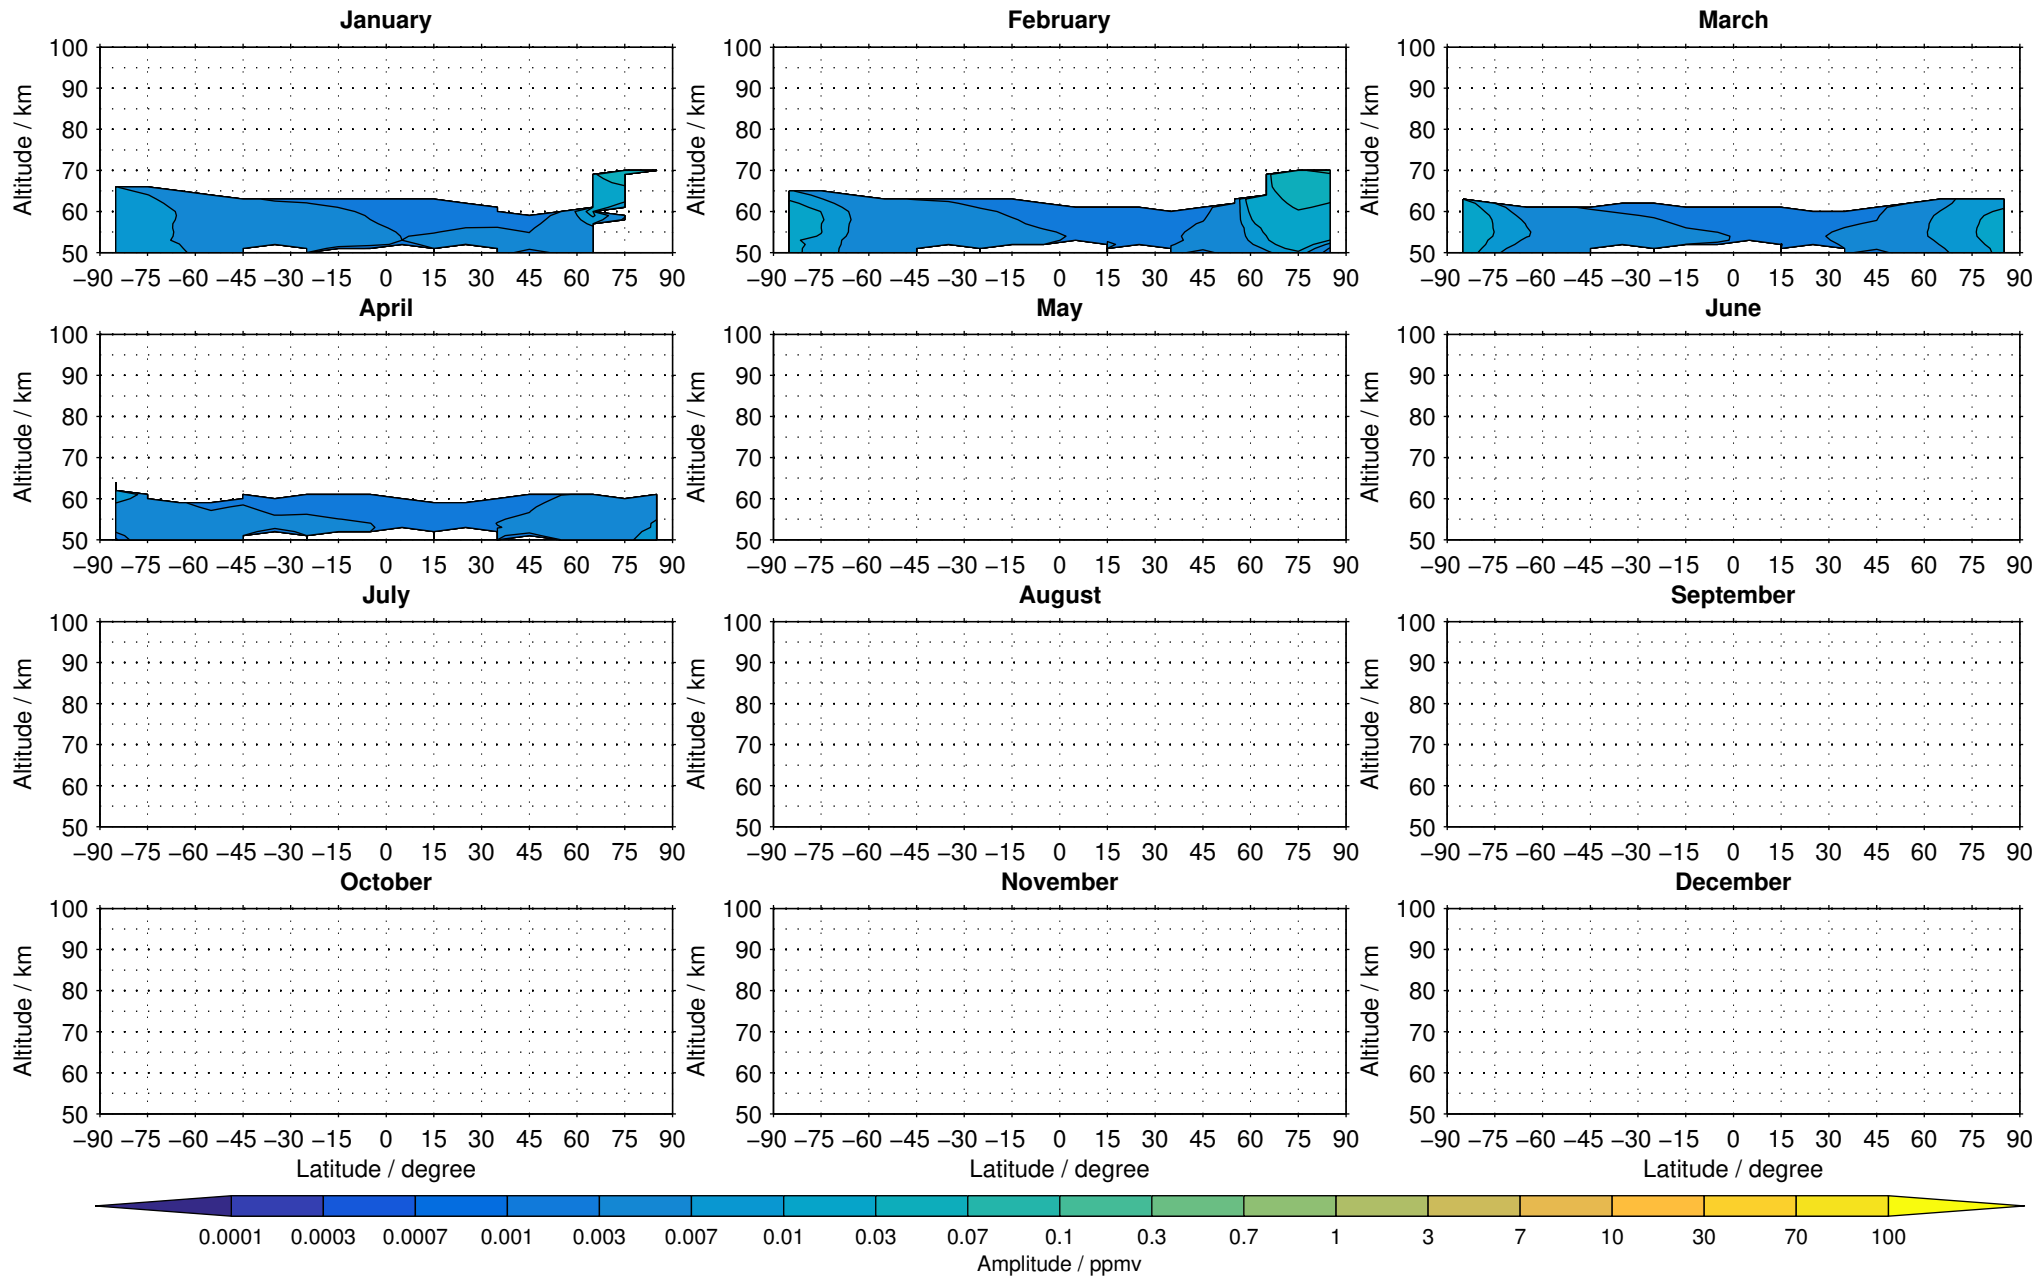 January February March
100 100 100
90 90 90
80 80 80
70 70 70
60 60 60
50 50 50
Altitude / km Altitude / km Altitude / km
−90 −75 −60 −45 −30 −15 0 15 30 45 60 75 90 −90 −75 −60 −45 −30 −15 0 15 30 45 60 75 90 −90 −75 −60 −45 −30 −15 0 15 30 45 60 75 90
April May June
100 100 100
90 90 90
80 80 80
70 70 70
60 60 60
50 50 50
Altitude / km Altitude / km Altitude / km
−90 −75 −60 −45 −30 −15 0 15 30 45 60 75 90 −90 −75 −60 −45 −30 −15 0 15 30 45 60 75 90 −90 −75 −60 −45 −30 −15 0 15 30 45 60 75 90
July August September
100 100 100
90 90 90
80 80 80
70 70 70
60 60 60
50 50 50
Altitude / km Altitude / km Altitude / km
−90 −75 −60 −45 −30 −15 0 15 30 45 60 75 90 −90 −75 −60 −45 −30 −15 0 15 30 45 60 75 90 −90 −75 −60 −45 −30 −15 0 15 30 45 60 75 90
October November December
100 100 100
90 90 90
80 80 80
70 70 70
60 60 60
50 50 50
Altitude / km Altitude / km Altitude / km
−90 −75 −60 −45 −30 −15 0 15 30 45 60 75 90 −90 −75 −60 −45 −30 −15 0 15 30 45 60 75 90 −90 −75 −60 −45 −30 −15 0 15 30 45 60 75 90
Latitude / degree Latitude / degree Latitude / degree
0.0001 0.0003 0.0007 0.001 0.003 0.007 0.01 0.03 0.07 0.1 0.3 0.7 1 3 7 10 30 70 100
Amplitude / ppmv